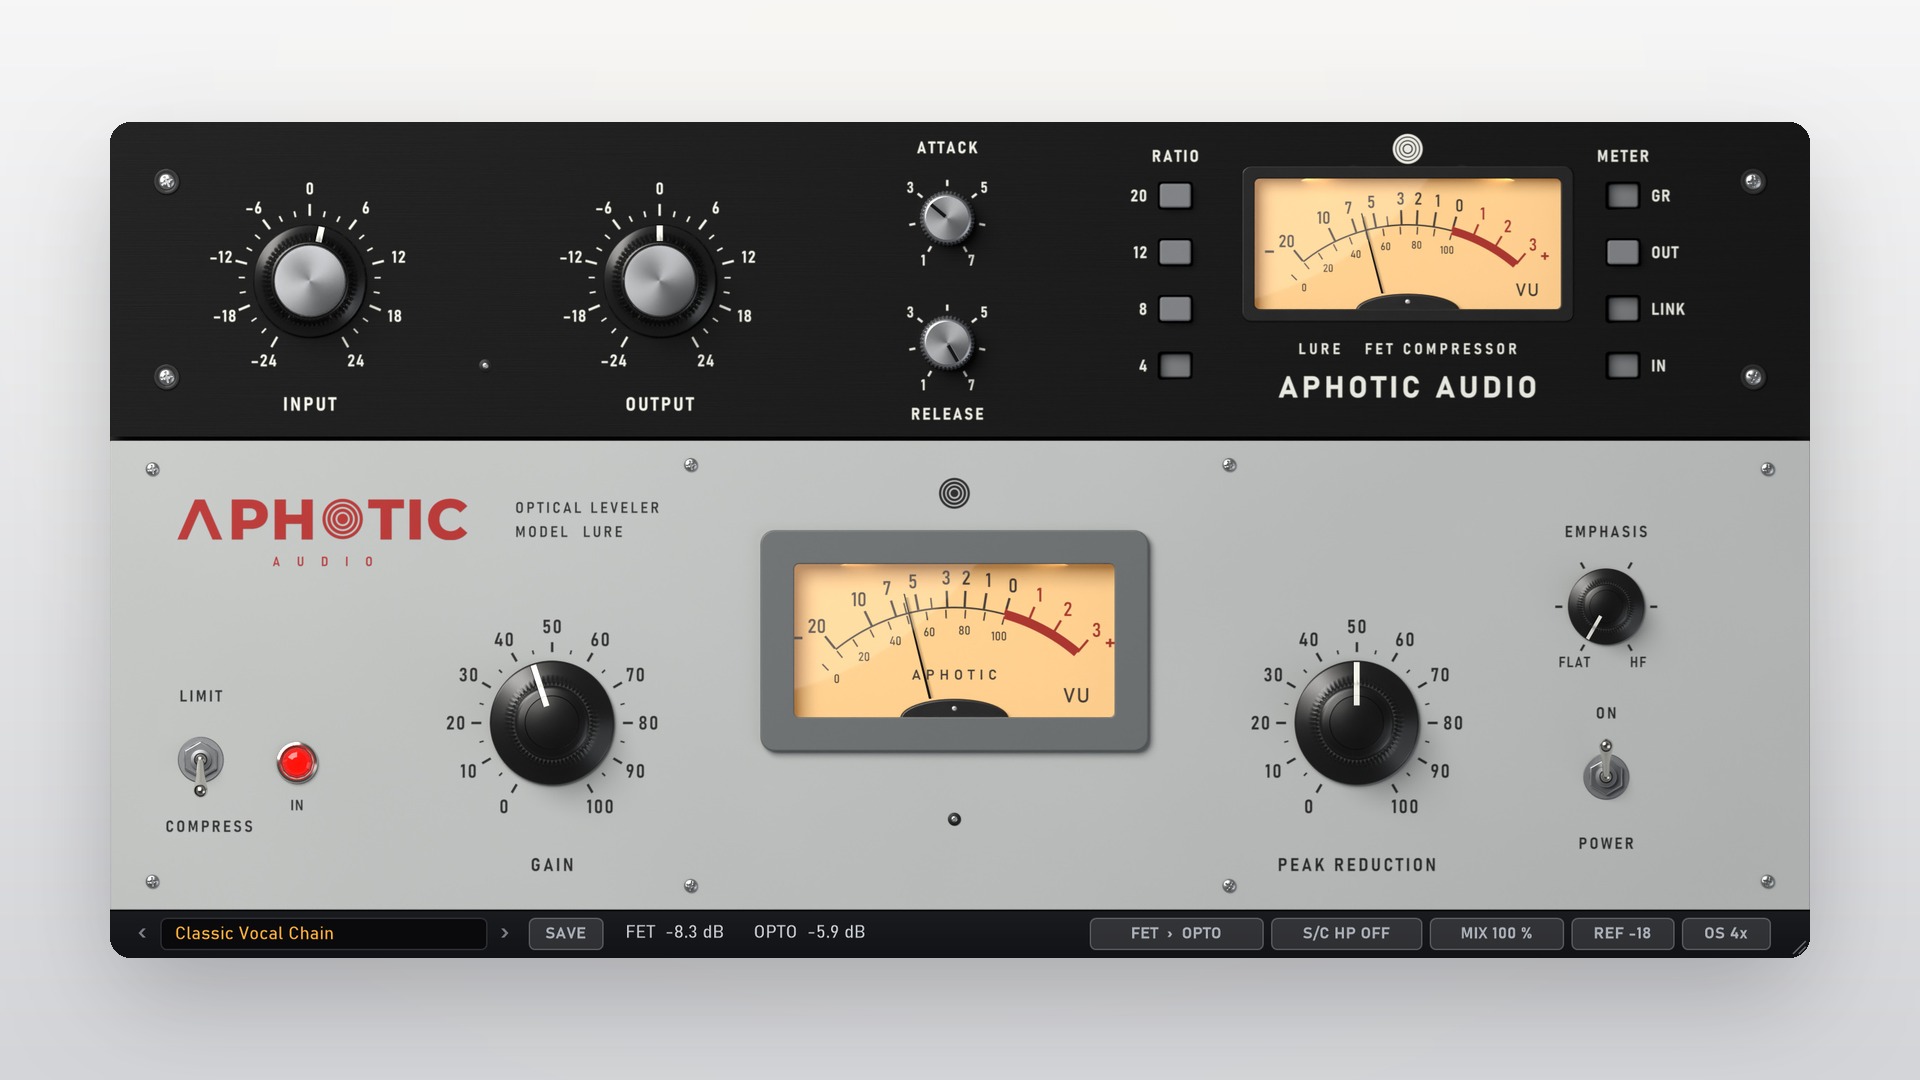 ATTACK
RATIO
METER
0
-6 6
-12 12
-18 18
-24 24
INPUT
0
-6 6
-12 12
-18 18
-24 24
OUTPUT
3 5
1 7
3 5
1 7
RELEASE
20
12
8
4
20 10 7 5 3 2 1 0 1 2 3 +
0 20 40 60 80 100
VU
LURE FET COMPRESSOR
APHOTIC AUDIO
GR
OUT
LINK
IN
APHOTIC
AUDIO
OPTICAL LEVELER
MODEL LURE
LIMIT
COMPRESS
IN
0 10 20 30 40 50 60 70 80 90 100
GAIN
- 20 10 7 5 3 2 1 0 1 2 3 +
0 20 40 60 80 100
APHOTIC
VU
0 10 20 30 40 50 60 70 80 90 100
PEAK REDUCTION
EMPHASIS
FLAT HF
ON
POWER
‹ Classic Vocal Chain › SAVE FET -8.3 dB OPTO -5.9 dB FET › OPTO S/C HP OFF MIX 100 % REF -18 OS 4x